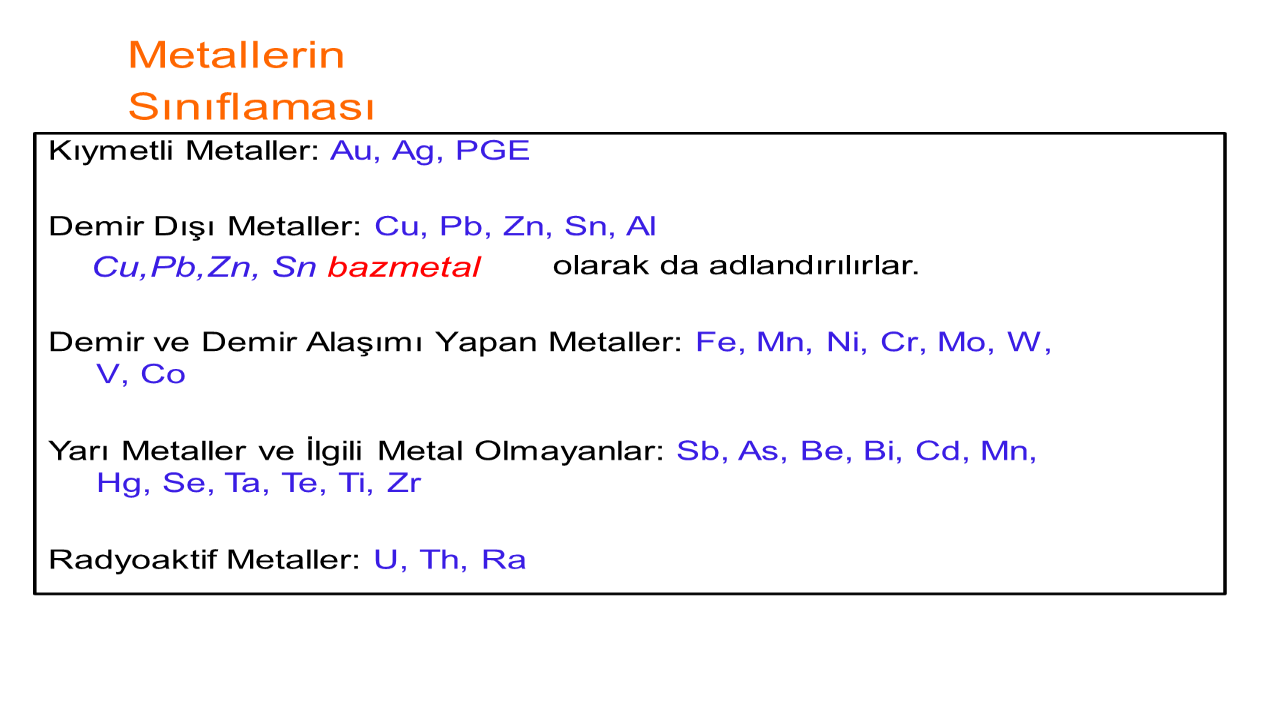 Metallerin
Sınıflaması
Kıymetli Metaller: Au, Ag, PGE
Demir Dışı Metaller: Cu, Pb, Zn, Sn, Al
Cu,Pb,Zn, Sn bazmetal olarak da adlandırılırlar.
Demir ve Demir Alaşımı Yapan Metaller: Fe, Mn, Ni, Cr, Mo, W,
V, Co
Yarı Metaller ve İlgili Metal Olmayanlar: Sb, As, Be, Bi, Cd, Mn,
Hg, Se, Ta, Te, Ti, Zr
Radyoaktif Metaller: U, Th, Ra